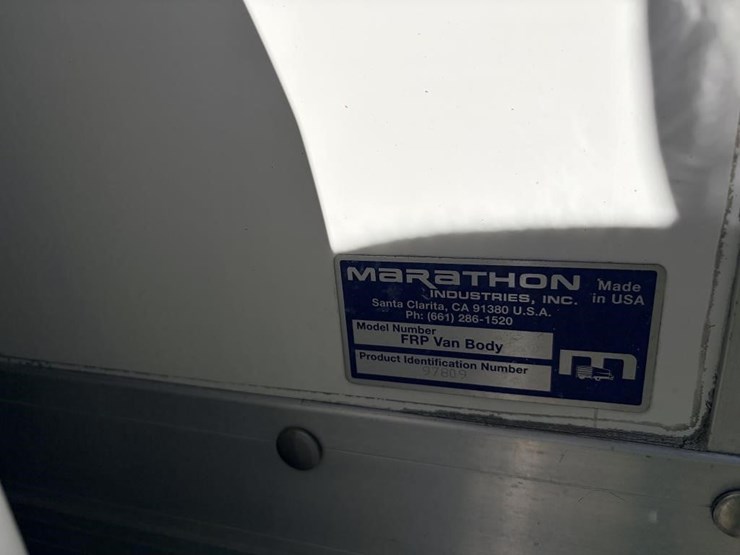 MaRaTHON
INDUSTRIES, INC.
Made
in USA
Santa Clarita, CA 91380 U.S.A.
Ph: (661) 286-1520
Model Number
FRP Van Body
Product Identification Number